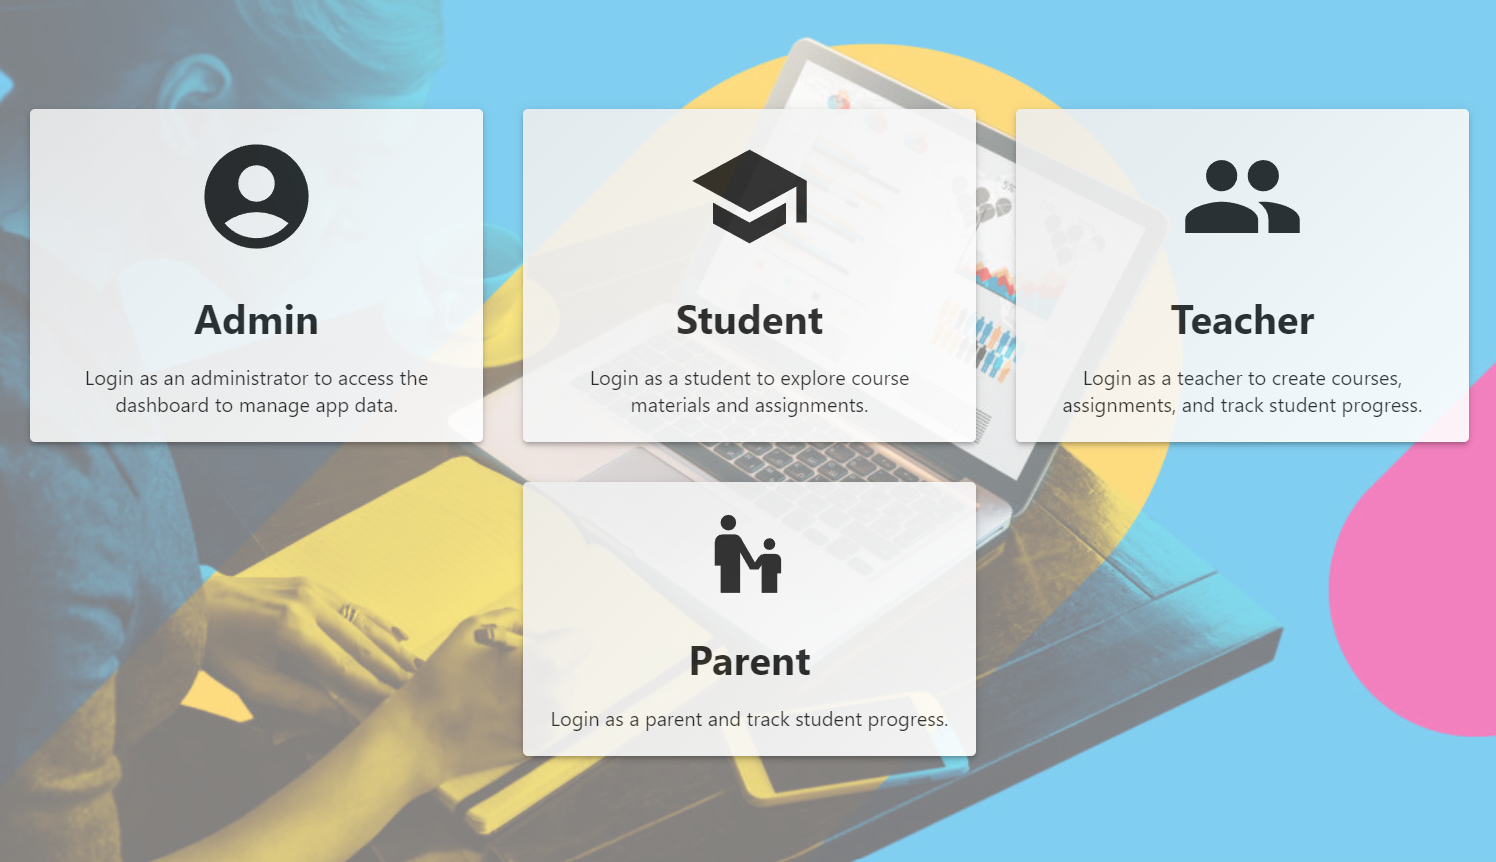 Admin
Login as an administrator to access the
dashboard to manage app data.
Student
Login as a student to explore course
materials and assignments.
Teacher
Login as a teacher to create courses,
assignments, and track student progress.
Parent
Login as a parent and track student progress.